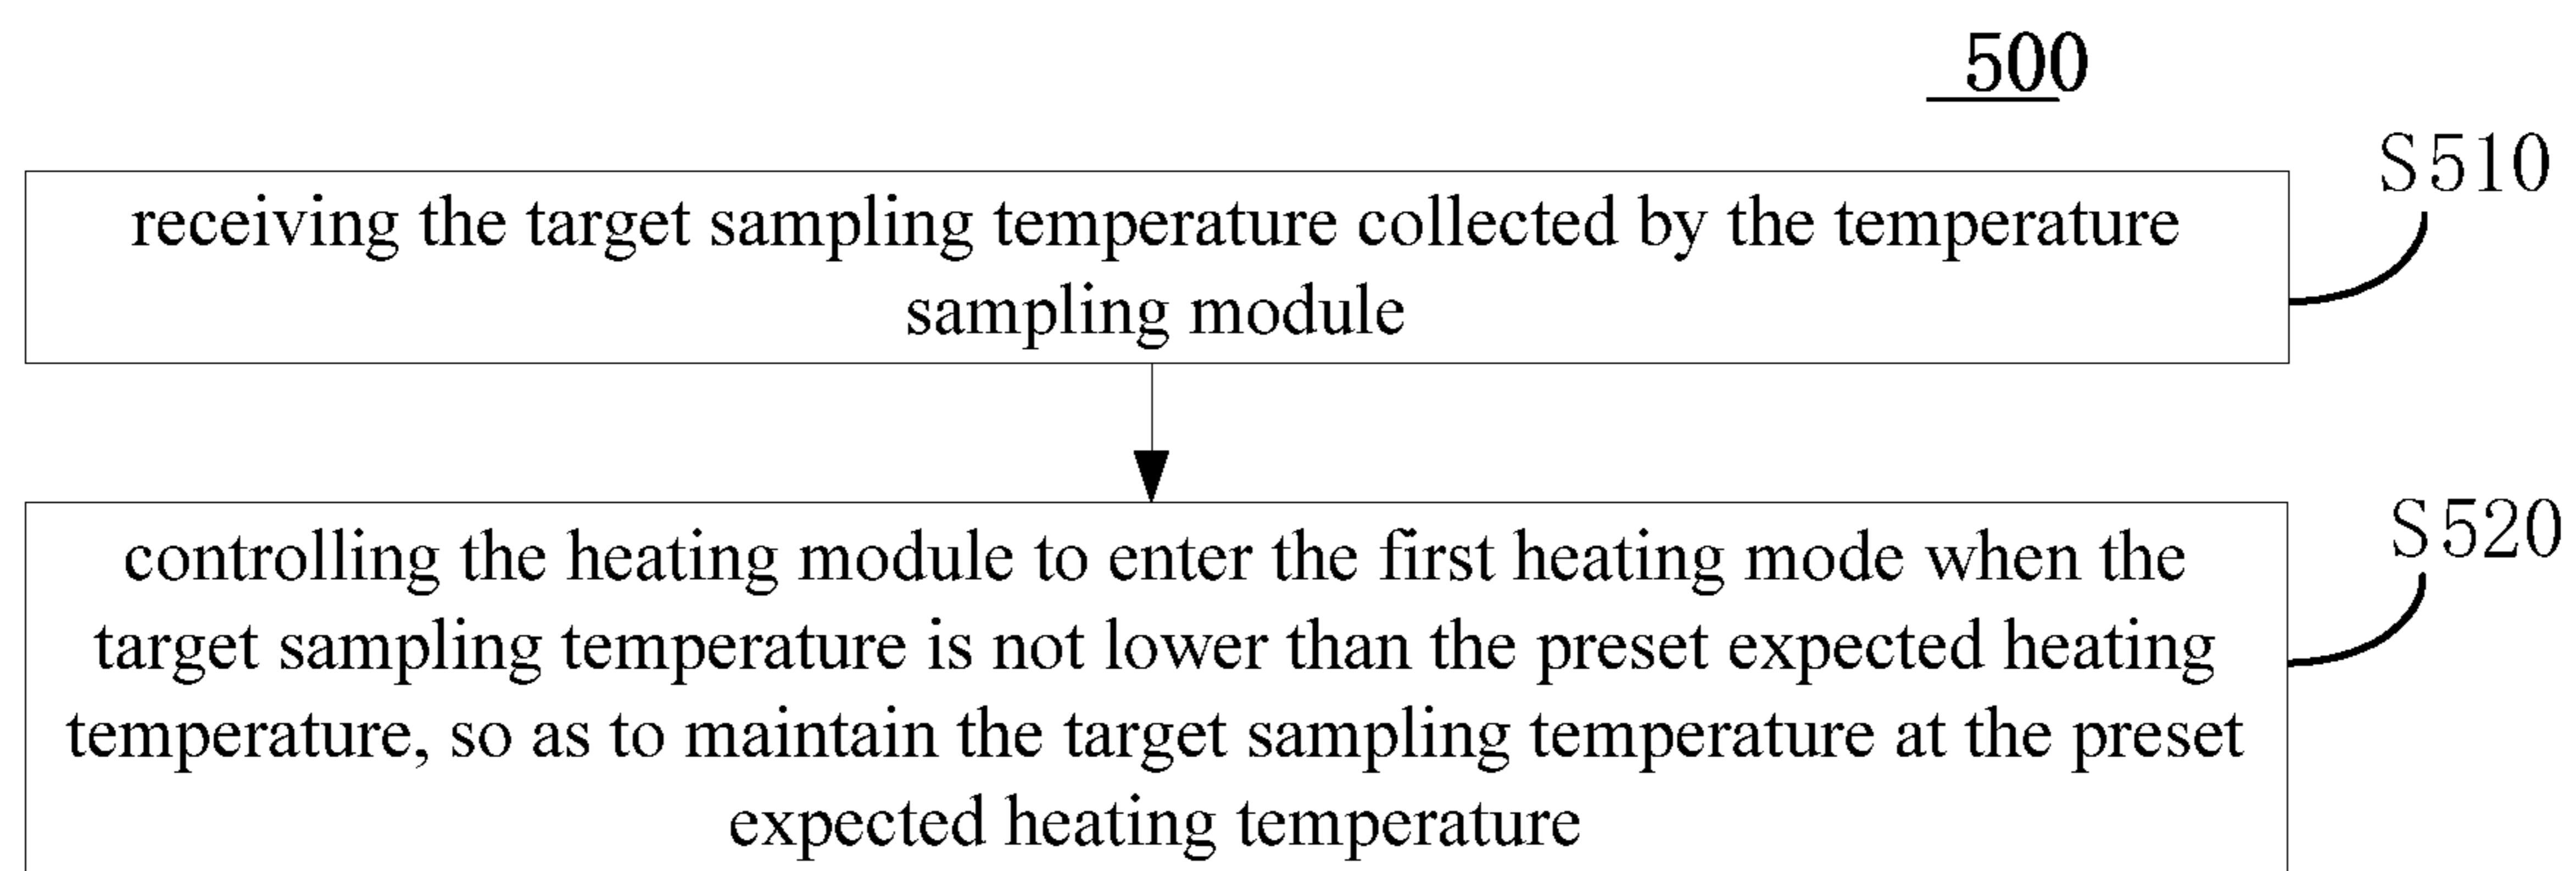 500
S510
receiving the target sampling temperature collected by the temperature
sampling module
S520
controlling the heating module to enter the first heating mode when the
target sampling temperature is not lower than the preset expected heating
temperature, so as to maintain the target sampling temperature at the preset
expected heating temperature